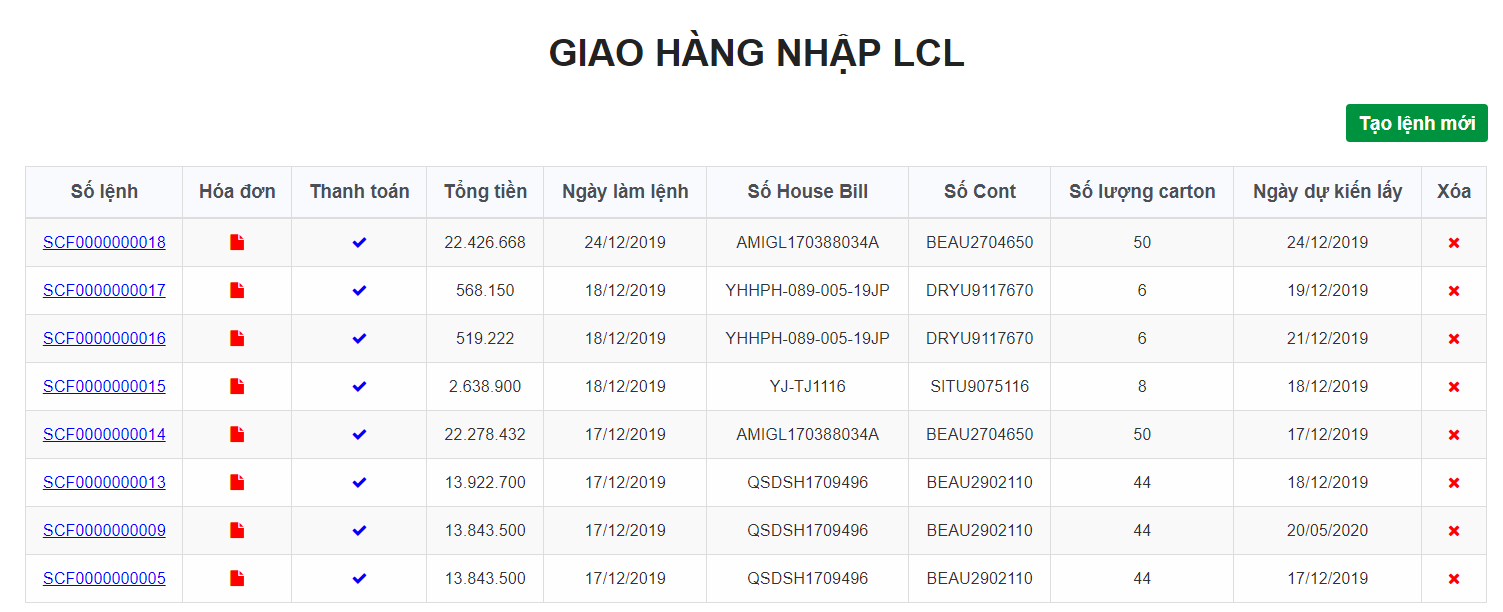 GIAO HÀNG NHẬP LCL
Tạo lệnh mới
Số lệnh Hóa đơn Thanh toán Tổng tiền Ngày làm lệnh Số House Bill Số Cont Số lượng carton Ngày dự kiến lấy Xóa
SCF0000000018 22.426.668 24/12/2019 AMIGL170388034A BEAU2704650 50 24/12/2019
SCF0000000017 568.150 18/12/2019 YHHPH-089-005-19JP DRYU9117670 6 19/12/2019
SCF0000000016 519.222 18/12/2019 YHHPH-089-005-19JP DRYU9117670 6 21/12/2019
SCF0000000015 2.638.900 18/12/2019 YJ-TJ1116 SITU9075116 8 18/12/2019
SCF0000000014 22.278.432 17/12/2019 AMIGL170388034A BEAU2704650 50 17/12/2019
SCF0000000013 13.922.700 17/12/2019 QSDSH1709496 BEAU2902110 44 18/12/2019
SCF0000000009 13.843.500 17/12/2019 QSDSH1709496 BEAU2902110 44 20/05/2020
SCF0000000005 13.843.500 17/12/2019 QSDSH1709496 BEAU2902110 44 17/12/2019